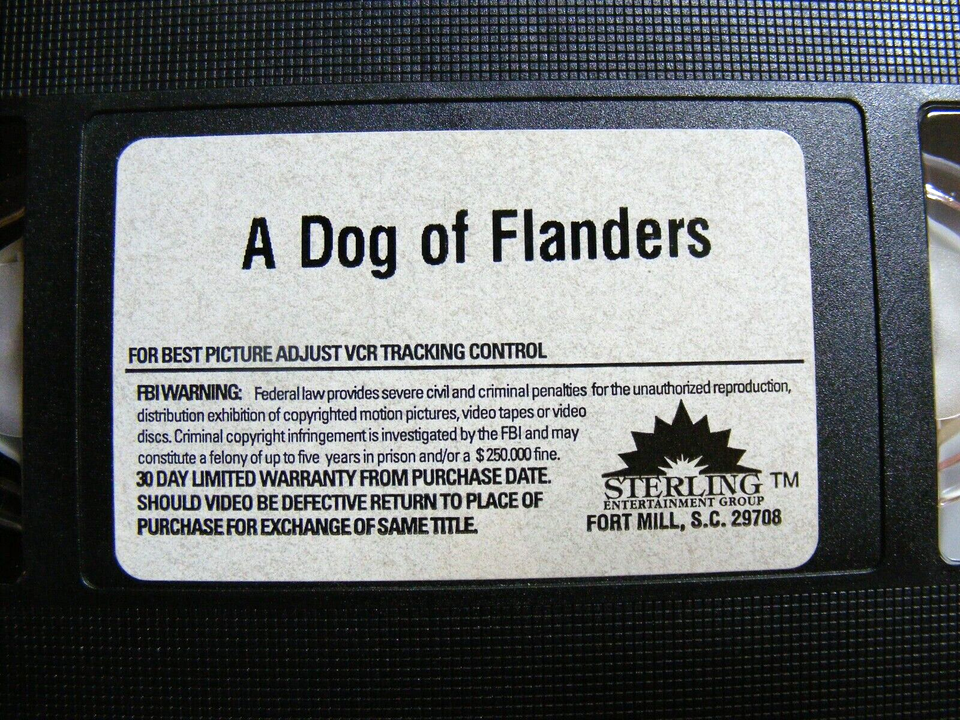 A Dog of Flanders
FOR BEST PICTURE ADJUST VCR TRACKING CONTROL
FBI WARNING: Federal law provides severe civil and criminal penalties for the unauthorized reproduction,
distribution exhibition of copyrighted motion pictures, video tapes or video
discs. Criminal copyright infringement is investigated by the FBI and may
constitute a felony of up to five years in prison and/or a $250.000 fine.
30 DAY LIMITED WARRANTY FROM PURCHASE DATE.
SHOULD VIDEO BE DEFECTIVE RETURN TO PLACE OF
PURCHASE FOR EXCHANGE OF SAME TITLE.
STERLING TM
ENTERTAINMENT GROUP
FORT MILL, S.C. 29708